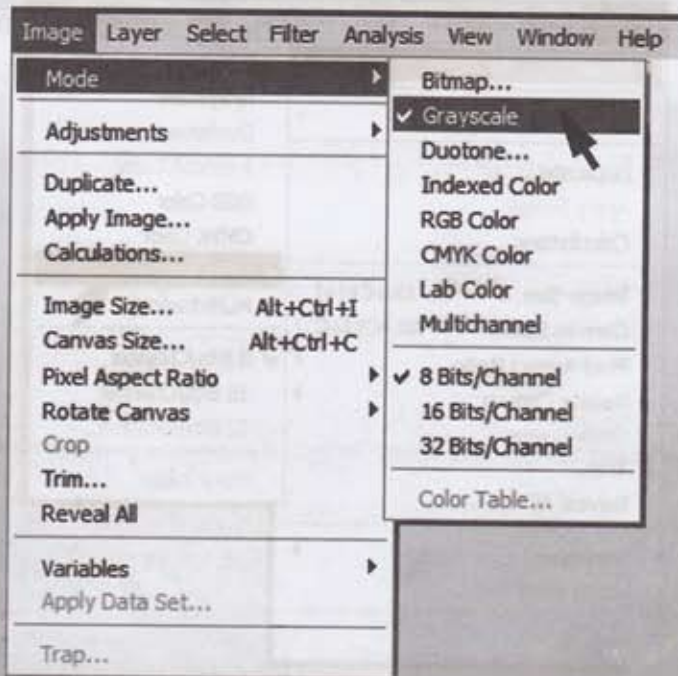 Image Layer Select Filter Analysis View Window Help
Mode
Adjustments
Duplicate...
Apply Image...
Calculations...
Image Size... Alt+Ctrl+I
Canvas Size... Alt+Ctrl+C
Pixel Aspect Ratio
Rotate Canvas
Crop
Trim...
Reveal All
Variables
Apply Data Set...
Trap...
Bitmap...
Grayscale
Duotone...
Indexed Color
RGB Color
CMYK Color
Lab Color
Multichannel
8 Bits/Channel
16 Bits/Channel
32 Bits/Channel
Color Table...